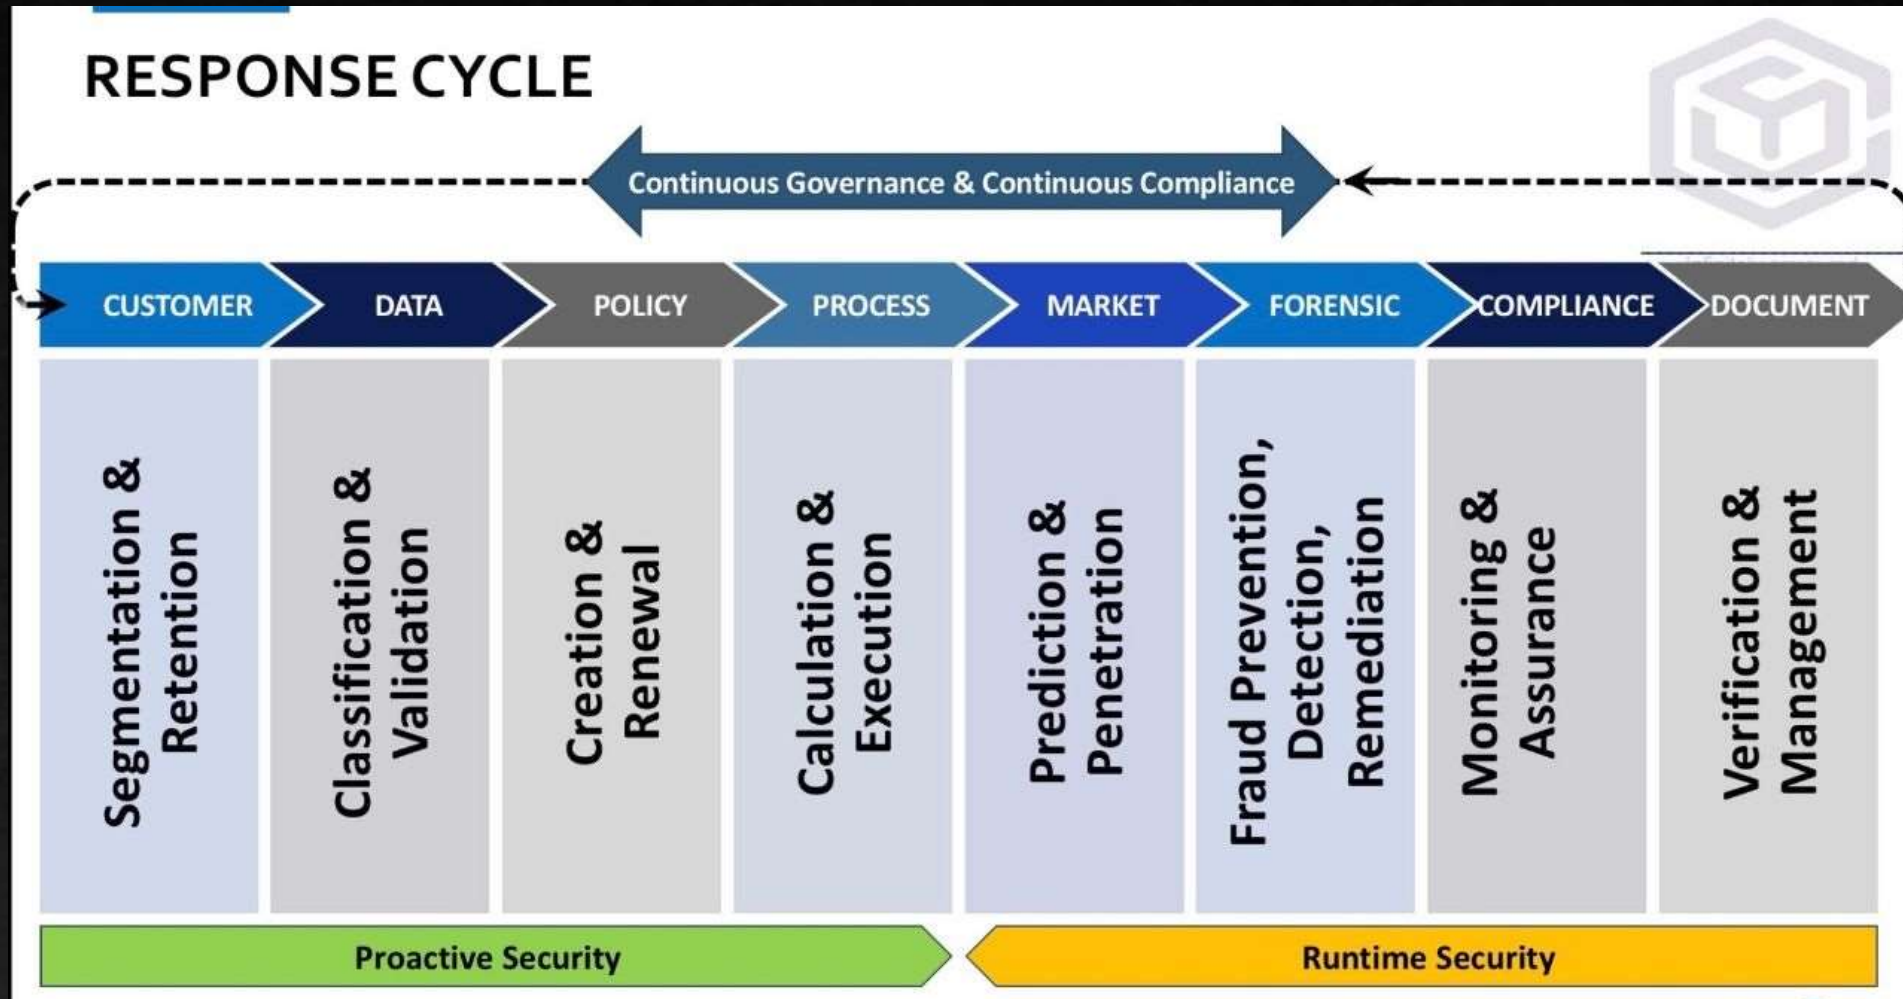 RESPONSE CYCLE
Continuous Governance & Continuous Compliance
CUSTOMER
DATA
POLICY
PROCESS
MARKET
FORENSIC
COMPLIANCE
DOCUMENT
Segmentation &
Retention
Classification &
Validation
Creation &
Renewal
Calculation &
Execution
Prediction &
Penetration
Fraud Prevention,
Detection,
Remediation
Monitoring &
Assurance
Verification &
Management
Proactive Security
Runtime Security